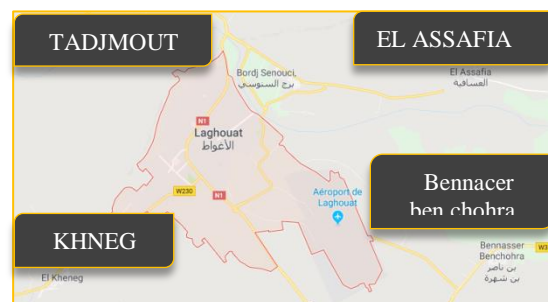 TADJMOUT
EL ASSAFIA
Bordj Senouci,
برج السنوسي
El Assafia
العسافية
N1
Laghouat
الأغواط
Bennacer
ben chohra
W230
N1
Aéroport de
Laghouat
KHNEG
Bennasser
Benchohra
بن ناصر
بن شهرة
W3
El Kheneg